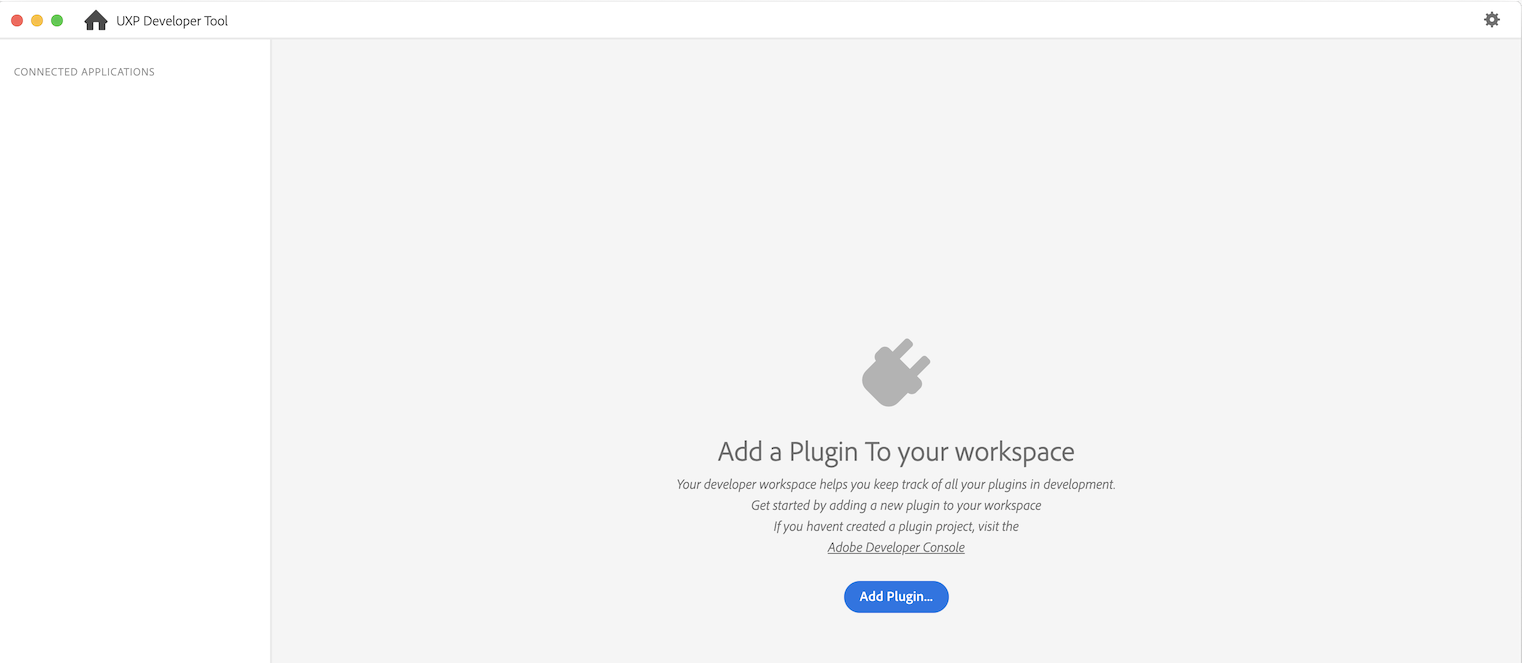 UXP Developer Tool
CONNECTED APPLICATIONS
Add a Plugin To your workspace
Your developer workspace helps you keep track of all your plugins in development.
Get started by adding a new plugin to your workspace
If you havent created a plugin project, visit the
Adobe Developer Console
Add Plugin...